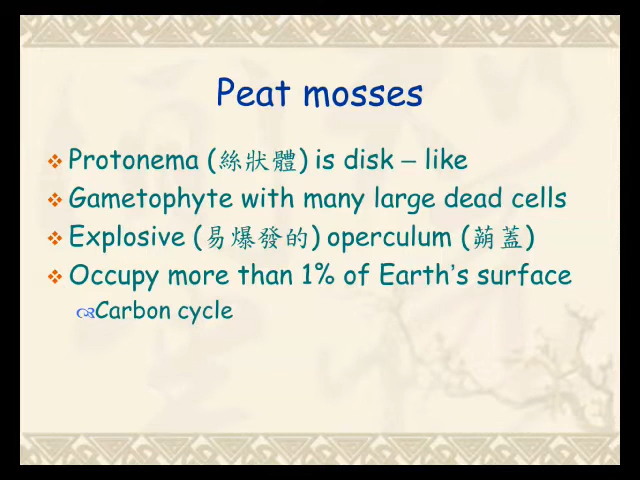 Peat mosses
Protonema (絲狀體) is disk – like
Gametophyte with many large dead cells
Explosive (易爆發的) operculum (蒴蓋)
Occupy more than 1% of Earth's surface
Carbon cycle